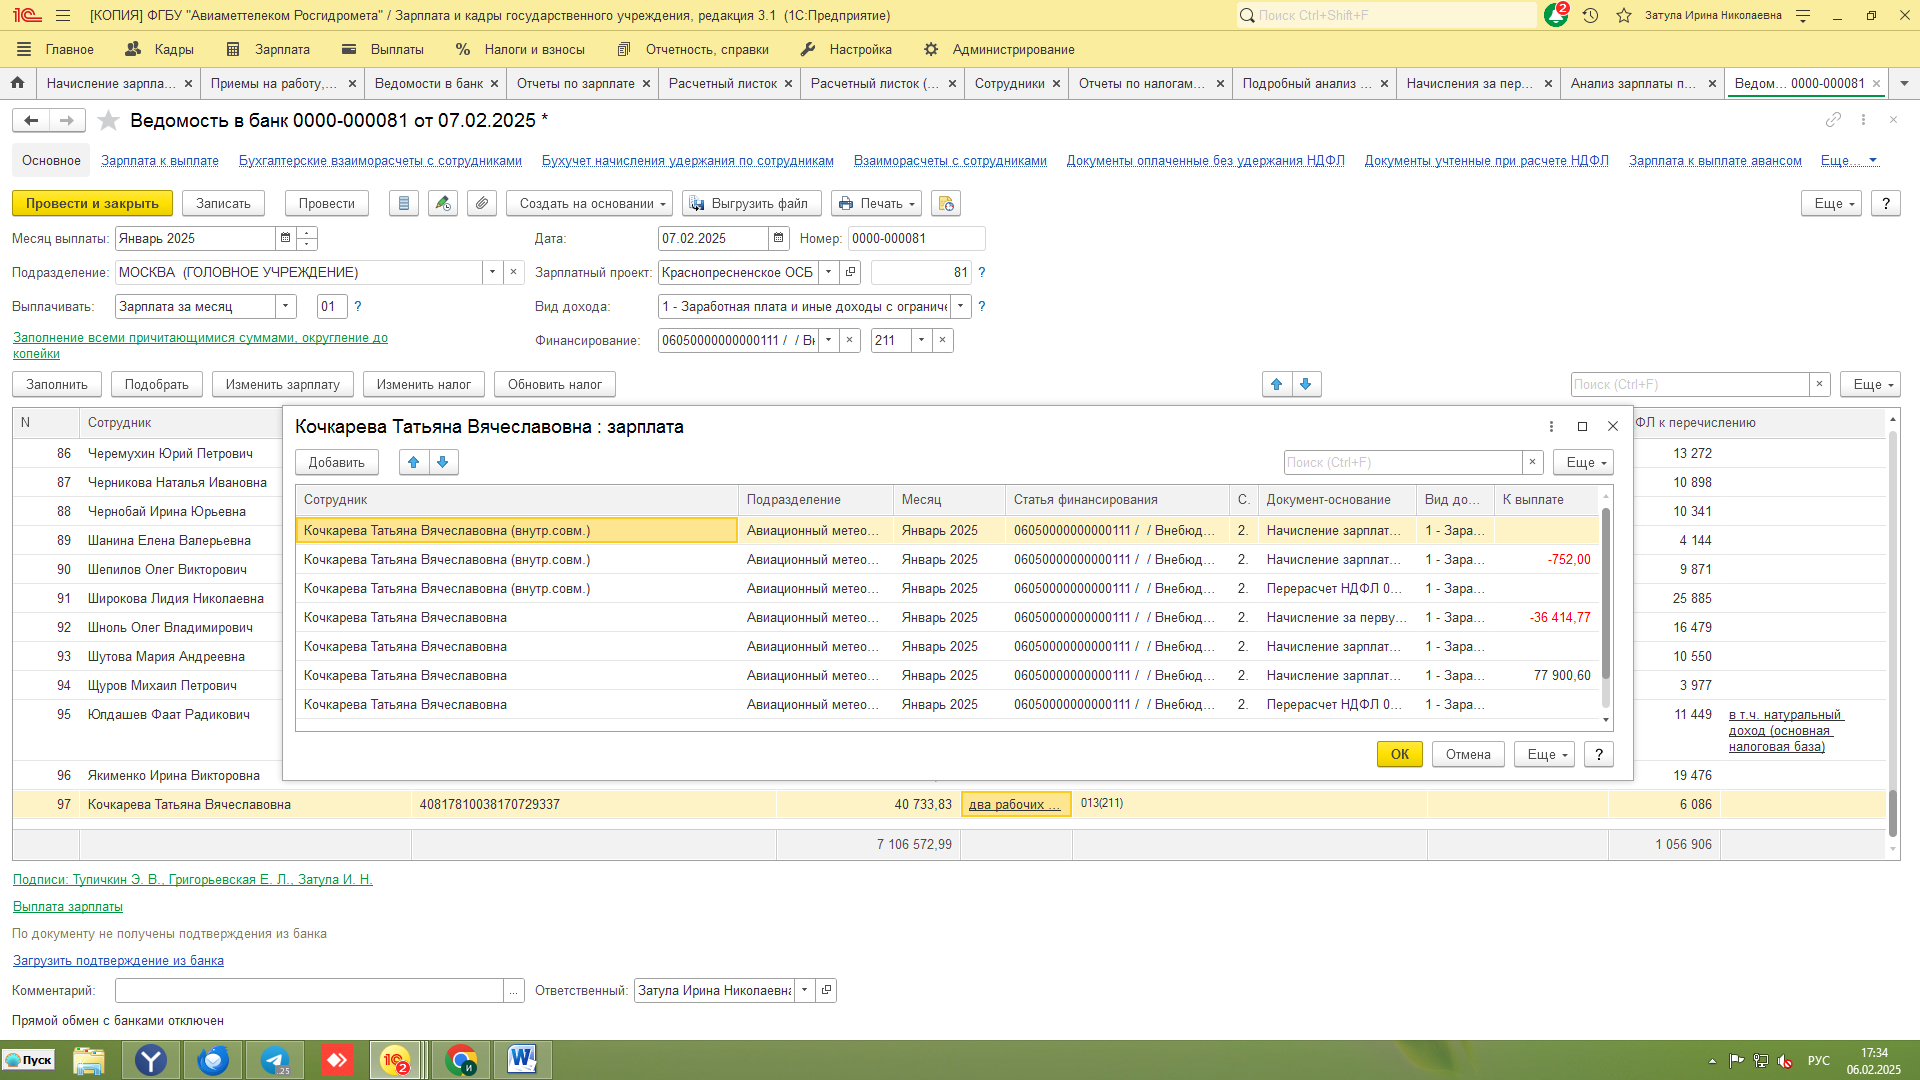 [КОПИЯ] ФГБУ "Авиаметтелеком Росгидромета" / Зарплата и кадры государственного учреждения, редакция 3.1 (1С:Предприятие)
Поиск Ctrl+Shift+F
2
Затула Ирина Николаевна
Главное
Кадры
Зарплата
Выплаты
Налоги и взносы
Отчетность, справки
Настройка
Администрирование
Начисление зарпла...
Приемы на работу,...
Ведомости в банк
Отчеты по зарплате
Расчетный листок
Расчетный листок (...
Сотрудники
Отчеты по налогам...
Подробный анализ ...
Начисления за пер...
Анализ зарплаты п...
Ведом... 0000-000081
Ведомость в банк 0000-000081 от 07.02.2025 *
Основное
Зарплата к выплате
Бухгалтерские взаиморасчеты с сотрудниками
Бухучет начисления удержания по сотрудникам
Взаиморасчеты с сотрудниками
Документы оплаченные без удержания НДФЛ
Документы учтенные при расчете НДФЛ
Зарплата к выплате авансом
Еще...
Провести и закрыть
Записать
Провести
Создать на основании
Выгрузить файл
Печать
Еще
?
Месяц выплаты: Январь 2025
Дата: 07.02.2025
Номер: 0000-000081
Подразделение: МОСКВА (ГОЛОВНОЕ УЧРЕЖДЕНИЕ)
Зарплатный проект: Краснопресненское ОСБ
81 ?
Выплачивать: Зарплата за месяц
01 ?
Вид дохода: 1 - Заработная плата и иные доходы с ограниче
?
Заполнение всеми причитающимися суммами, округление до
копейки
Финансирование: 06050000000000111 / / Вн
211
Заполнить
Подобрать
Изменить зарплату
Изменить налог
Обновить налог
Поиск (Ctrl+F)
Еще
N Сотрудник ФЛ к перечислению
86 Черемухин Юрий Петрович 13 272
87 Черникова Наталья Ивановна 10 898
88 Чернобай Ирина Юрьевна 10 341
89 Шанина Елена Валерьевна 4 144
90 Шепилов Олег Викторович 9 871
91 Широкова Лидия Николаевна 25 885
92 Шноль Олег Владимирович 16 479
93 Шутова Мария Андреевна 10 550
94 Щуров Михаил Петрович 3 977
95 Юлдашев Фаат Радикович 11 449 в т.ч. натуральный
доход (основная
налоговая база)
96 Якименко Ирина Викторовна 19 476
97 Кочкарева Татьяна Вячеславовна 40817810038170729337 40 733,83 два рабочих ... 013(211) 6 086
7 106 572,99 1 056 906
Кочкарева Татьяна Вячеславовна : зарплата
Добавить
Поиск (Ctrl+F)
Еще
Сотрудник Подразделение Месяц Статья финансирования С. Документ-основание Вид до... К выплате
Кочкарева Татьяна Вячеславовна (внутр.совм.) Авиационный метео... Январь 2025 06050000000000111 / / Внебюд... 2. Начисление зарплат... 1 - Зара...
Кочкарева Татьяна Вячеславовна (внутр.совм.) Авиационный метео... Январь 2025 06050000000000111 / / Внебюд... 2. Начисление зарплат... 1 - Зара... -752,00
Кочкарева Татьяна Вячеславовна (внутр.совм.) Авиационный метео... Январь 2025 06050000000000111 / / Внебюд... 2. Перерасчет НДФЛ 0... 1 - Зара...
Кочкарева Татьяна Вячеславовна Авиационный метео... Январь 2025 06050000000000111 / / Внебюд... 2. Начисление за перву... 1 - Зара... -36 414,77
Кочкарева Татьяна Вячеславовна Авиационный метео... Январь 2025 06050000000000111 / / Внебюд... 2. Начисление зарплат... 1 - Зара...
Кочкарева Татьяна Вячеславовна Авиационный метео... Январь 2025 06050000000000111 / / Внебюд... 2. Начисление зарплат... 1 - Зара... 77 900,60
Кочкарева Татьяна Вячеславовна Авиационный метео... Январь 2025 06050000000000111 / / Внебюд... 2. Перерасчет НДФЛ 0... 1 - Зара...
ОК
Отмена
Еще
?
Подписи: Тупичкин Э. В., Григорьевская Е. Л., Затула И. Н.
Выплата зарплаты
По документу не получены подтверждения из банка
Загрузить подтверждение из банка
Комментарий:
...
Ответственный: Затула Ирина Николаевна
Прямой обмен с банками отключен
Пуск
25
2
РУС
17:34
06.02.2025